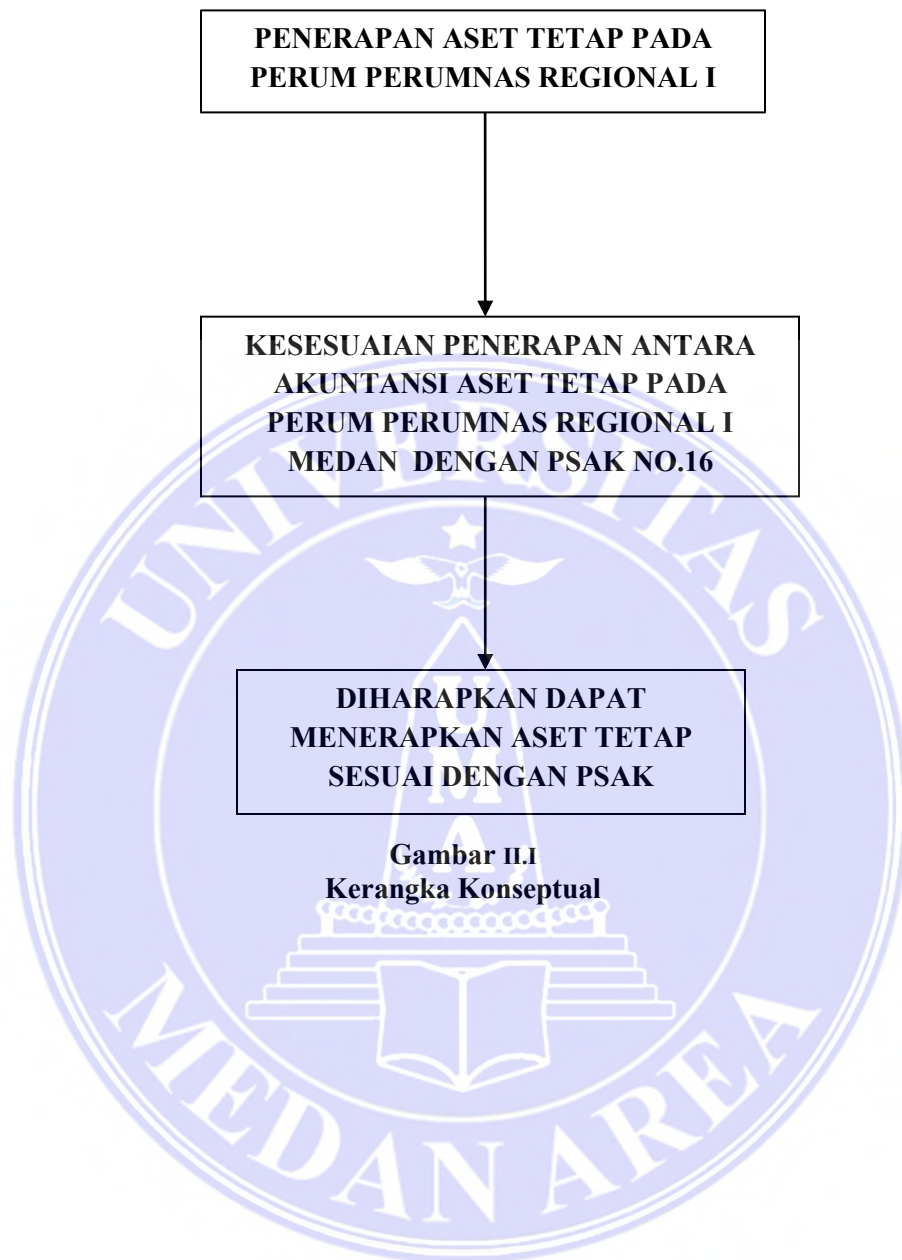 PENERAPAN ASET TETAP PADA
PERUM PERUMNAS REGIONAL I
KESESUAIAN PENERAPAN ANTARA
AKUNTANSI ASET TETAP PADA
PERUM PERUMNAS REGIONAL I
MEDAN DENGAN PSAK NO.16
DIHARAPKAN DAPAT
MENERAPKAN ASET TETAP
SESUAI DENGAN PSAK
Gambar II.I
Kerangka Konseptual
UNIVERSITAS
U
M
A
MEDAN AREA